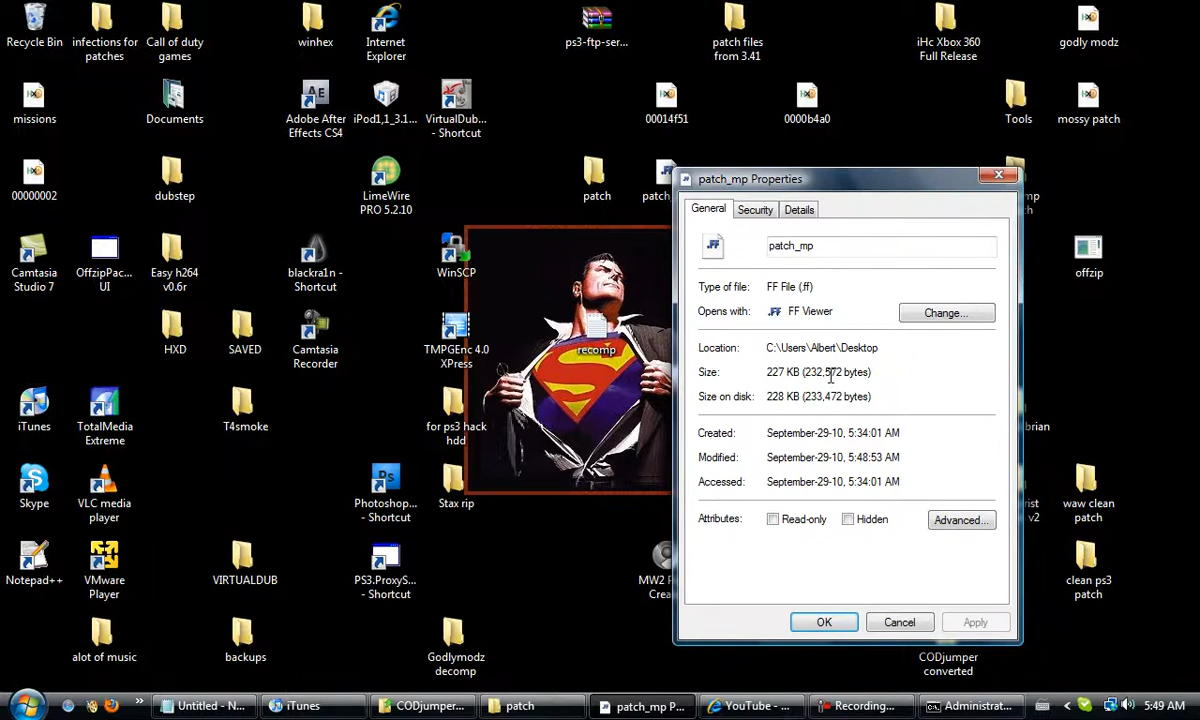 Recycle Bin
infections for
patches
Call of duty
games
winhex
Internet
Explorer
ps3-ftp-ser...
patch files
from 3.41
iHc Xbox 360
Full Release
godly modz
missions
Documents
Adobe After
Effects CS4
iPod1,1_3.1...
VirtualDub...
- Shortcut
00014f51
0000b4a0
Tools
mossy patch
00000002
dubstep
LimeWire
PRO 5.2.10
patch
Camtasia
Studio 7
OffzipPac...
UI
Easy h264
v0.6r
blackra1n -
Shortcut
WinSCP
offzip
HXD
SAVED
Camtasia
Recorder
TMPGEnc 4.0
XPress
recomp
iTunes
TotalMedia
Extreme
T4smoke
for ps3 hack
hdd
brian
Skype
VLC media
player
Photoshop...
- Shortcut
Stax rip
rist
v2
waw clean
patch
Notepad++
VMware
Player
VIRTUALDUB
PS3.ProxyS...
- Shortcut
MW2 P
Crea
clean ps3
patch
alot of music
backups
Godlymodz
decomp
CODjumper
converted
patch_mp Properties
General
Security
Details
.FF
patch_mp
Type of file: FF File (.ff)
Opens with: .FF FF Viewer
Change...
Location: C:\Users\Albert\Desktop
Size: 227 KB (232,572 bytes)
Size on disk: 228 KB (233,472 bytes)
Created: September-29-10, 5:34:01 AM
Modified: September-29-10, 5:48:53 AM
Accessed: September-29-10, 5:34:01 AM
Attributes: Read-only Hidden
Advanced...
OK
Cancel
Apply
Untitled - N...
iTunes
CODjumper...
patch
patch_mp P...
YouTube - ...
Recording...
Administrat...
5:49 AM